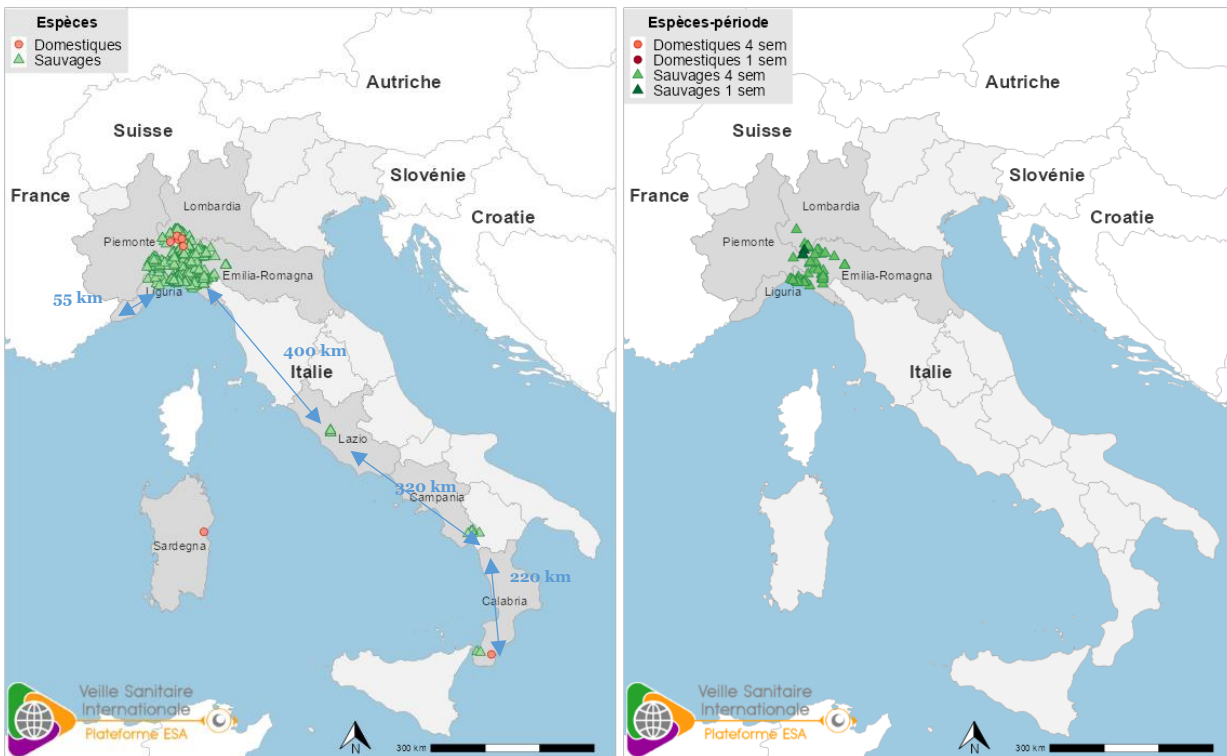 Espèces
Domestiques
Sauvages
Autriche
Suisse
Slovénie
France
Croatie
Lombardia
Piemonte
Emilia-Romagna
Liguria
55 km
400 km
Italie
Lazio
320 km
Campania
Sardegna
220 km
Calabria
Veille Sanitaire
Internationale
Plateforme ESA
N
300 km
Espèces-période
Domestiques 4 sem
Domestiques 1 sem
Sauvages 4 sem
Sauvages 1 sem
Autriche
Suisse
Slovénie
France
Croatie
Lombardia
Piemonte
Emilia-Romagna
Liguria
Italie
Veille Sanitaire
Internationale
Plateforme ESA
N
300 km